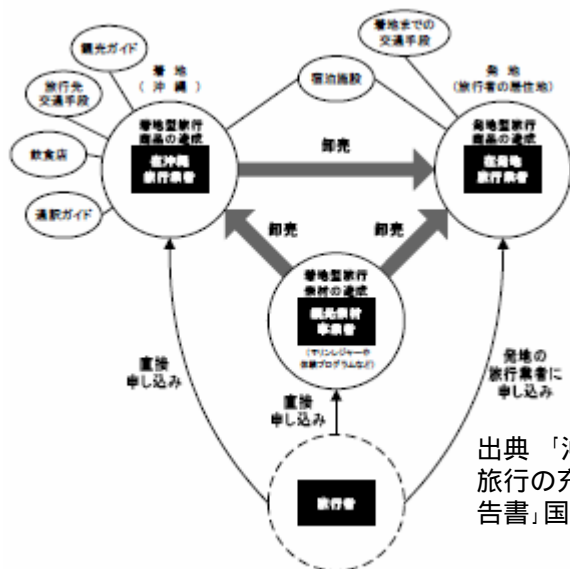 観光ガイド
旅行先
交通手段
飲食店
通訳ガイド
着 地
( 沖 縄 )
着地型旅行
商品の造成
在沖縄
旅行業者
宿泊施設
着地までの
交通手段
発 地
(旅行者の居住地)
発地型旅行
商品の造成
在発地
旅行業者
卸売
卸売
卸売
着地型旅行
素材の造成
観光素材
事業者
(マリンレジャーや
体験プログラムなど)
直接
申し込み
直接
申し込み
発地の
旅行業者に
申し込み
旅行者
出典 「沖
旅行の充
告書」国